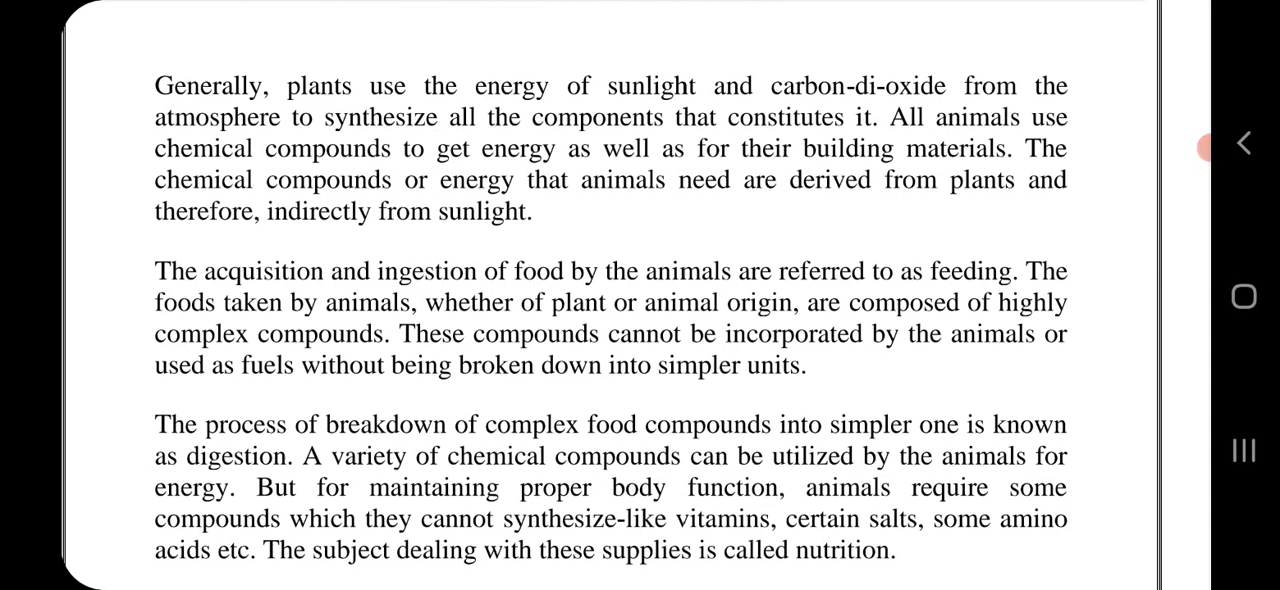 Generally, plants use the energy of sunlight and carbon-di-oxide from the
atmosphere to synthesize all the components that constitutes it. All animals use
chemical compounds to get energy as well as for their building materials. The
chemical compounds or energy that animals need are derived from plants and
therefore, indirectly from sunlight.
The acquisition and ingestion of food by the animals are referred to as feeding. The
foods taken by animals, whether of plant or animal origin, are composed of highly
complex compounds. These compounds cannot be incorporated by the animals or
used as fuels without being broken down into simpler units.
The process of breakdown of complex food compounds into simpler one is known
as digestion. A variety of chemical compounds can be utilized by the animals for
energy. But for maintaining proper body function, animals require some
compounds which they cannot synthesize-like vitamins, certain salts, some amino
acids etc. The subject dealing with these supplies is called nutrition.